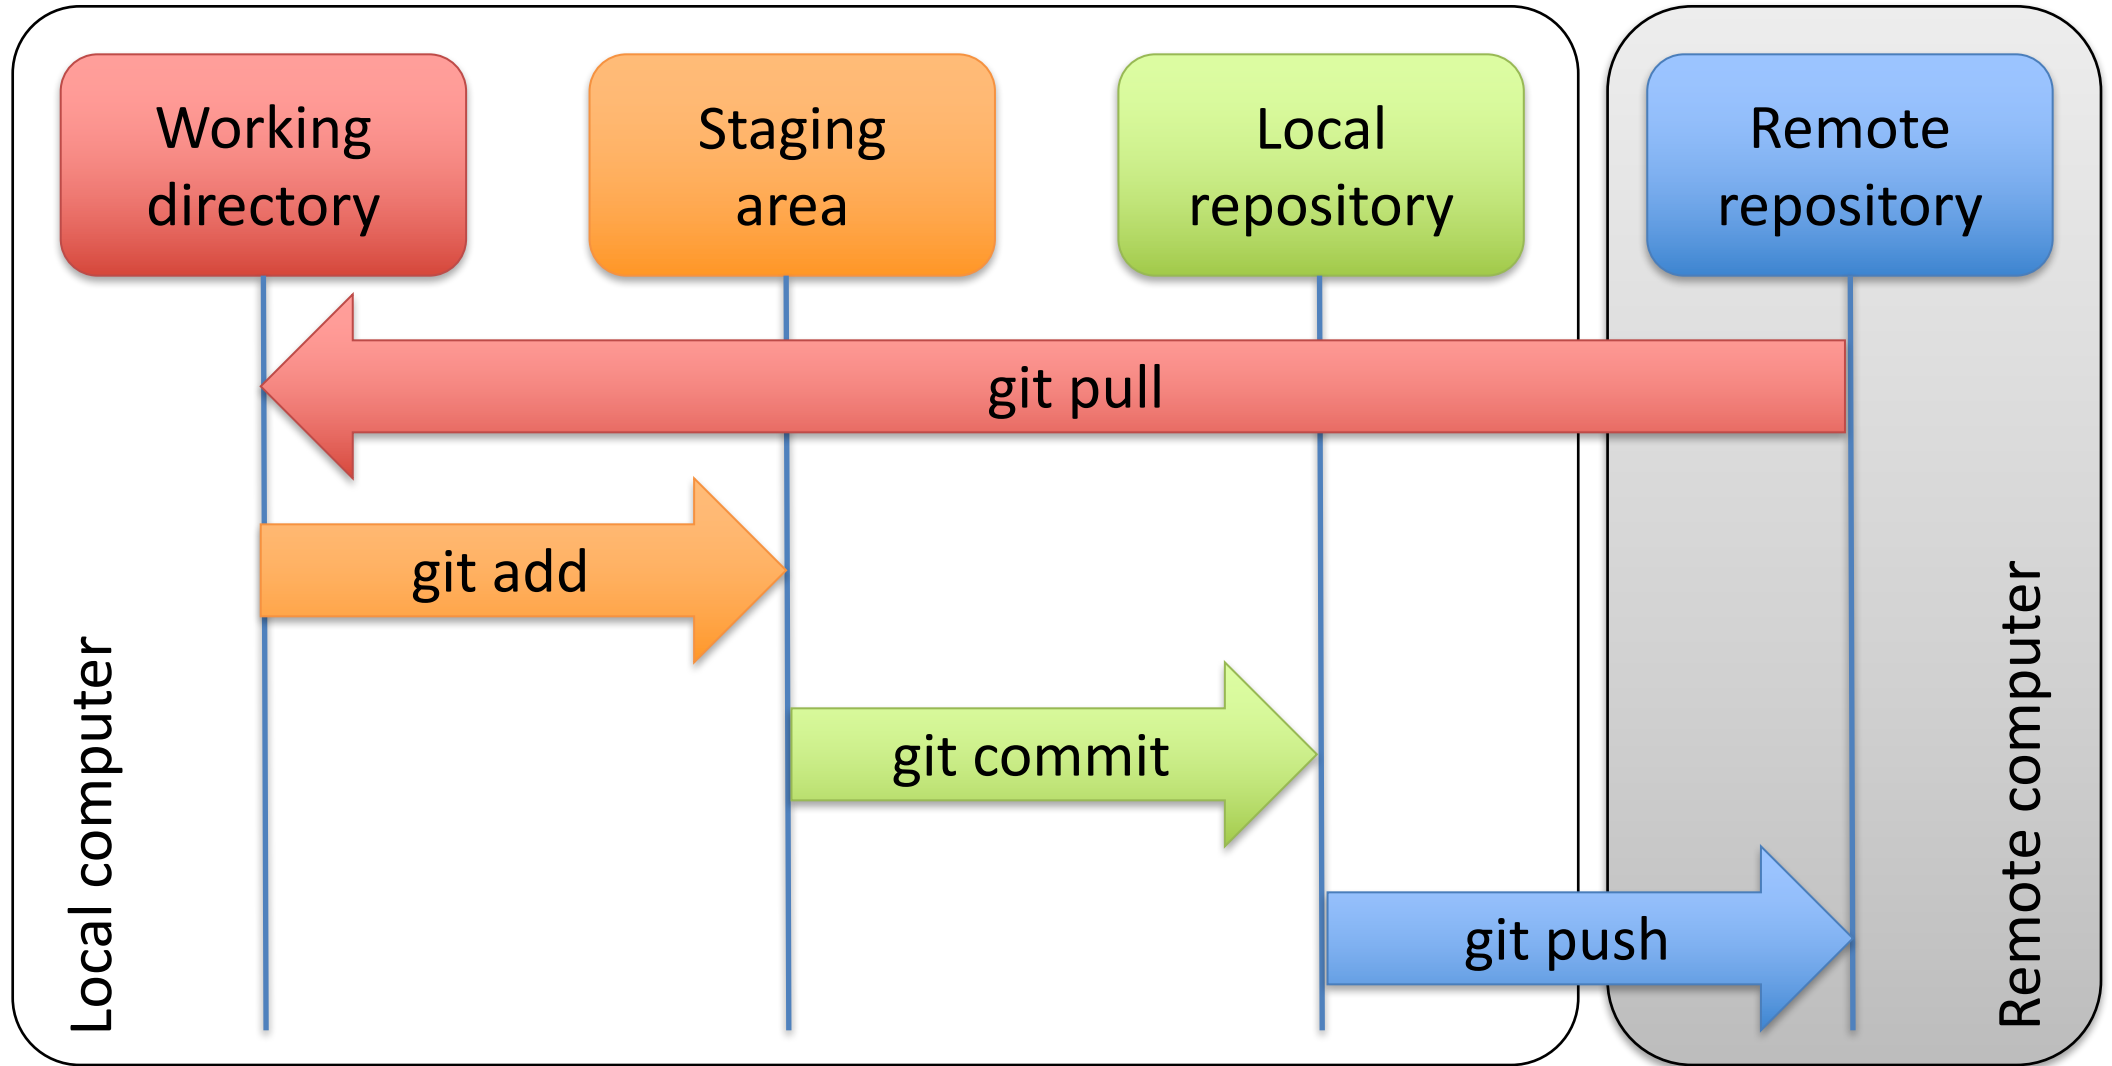 Working
directory
Staging
area
Local
repository
Remote
repository
git pull
git add
git commit
git push
Local computer
Remote computer